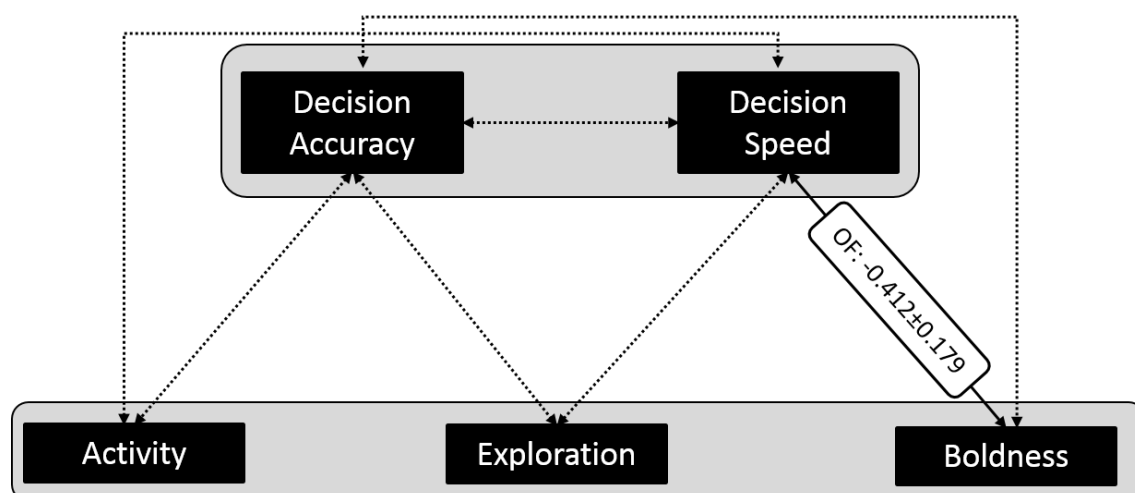 Decision
Accuracy
Decision
Speed
OF: -0.412±0.179
Activity
Exploration
Boldness